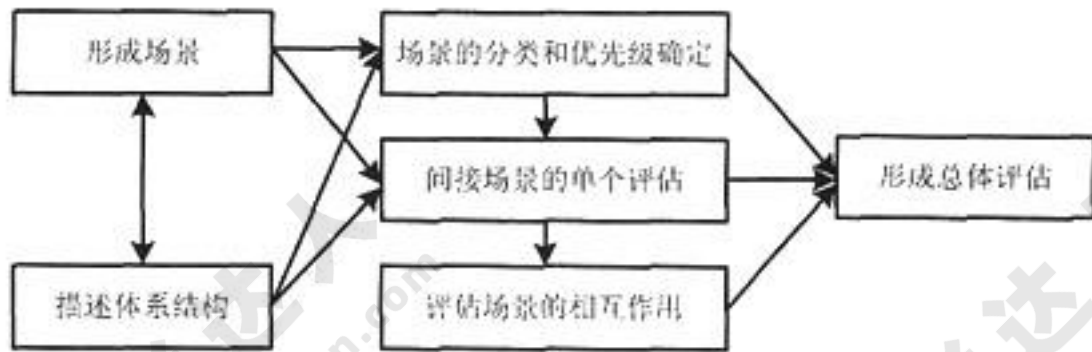 形成场景
场景的分类和优先级确定
间接场景的单个评估
形成总体评估
描述体系结构
评估场景的相互作用